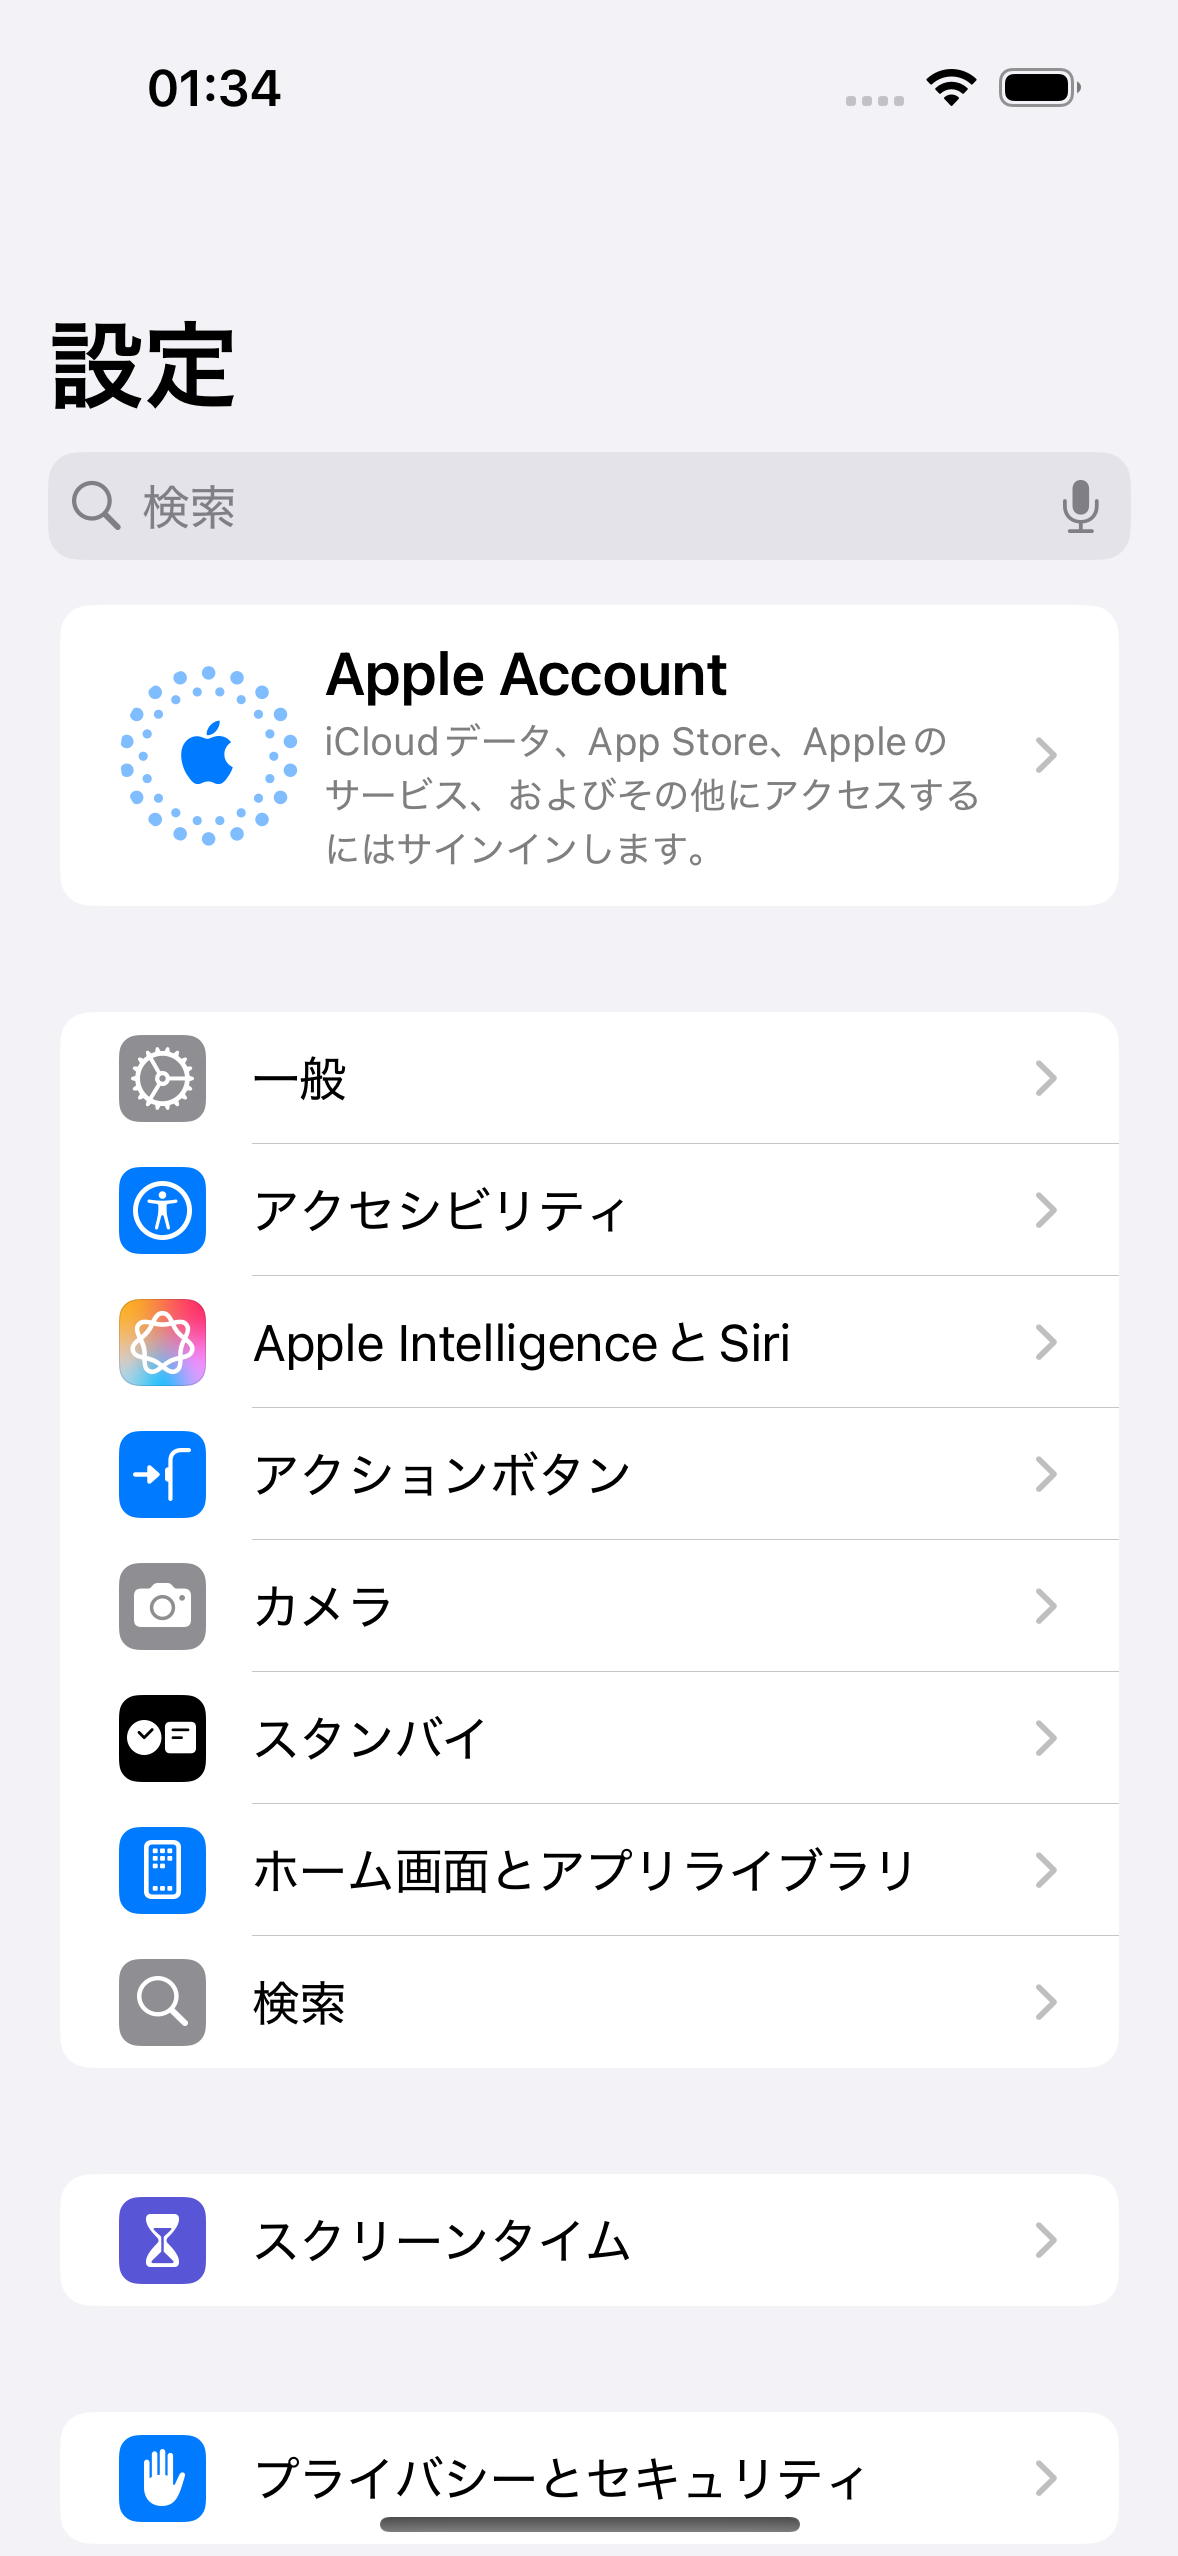 01:34
設定
検索
Apple Account
iCloudデータ、App Store、Appleの
サービス、およびその他にアクセスする
にはサインインします。
一般
アクセシビリティ
Apple IntelligenceとSiri
アクションボタン
カメラ
スタンバイ
ホーム画面とアプリライブラリ
検索
スクリーンタイム
プライバシーとセキュリティ